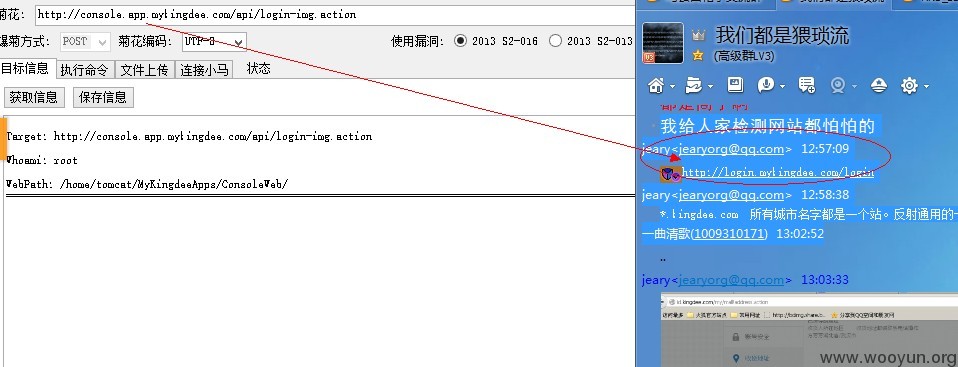 菊花: http://console.app.mykingdee.com/api/login-img.action
爆菊方式: POST 菊花编码: UTF-8 使用漏洞: 2013 S2-016 2013 S2-013
目标信息 执行命令 文件上传 连接小马 状态
获取信息 保存信息
Target: http://console.app.mykingdee.com/api/login-img.action
Whoami: root
WebPath: /home/tomcat/MyKingdeeApps/ConsoleWeb/
我们都是猥琐流
(高级群LV3)
我给人家检测网站都怕怕的
jeary<jearyorg@qq.com> 12:57:09
http://login.mykingdee.com/login
jeary<jearyorg@qq.com> 12:58:38
*.kingdee.com 所有城市名字都是一个站。反射通用的一
一曲清歌(1009310171) 13:02:52
..
jeary<jearyorg@qq.com> 13:03:33
收货地址
www.wooyun.org